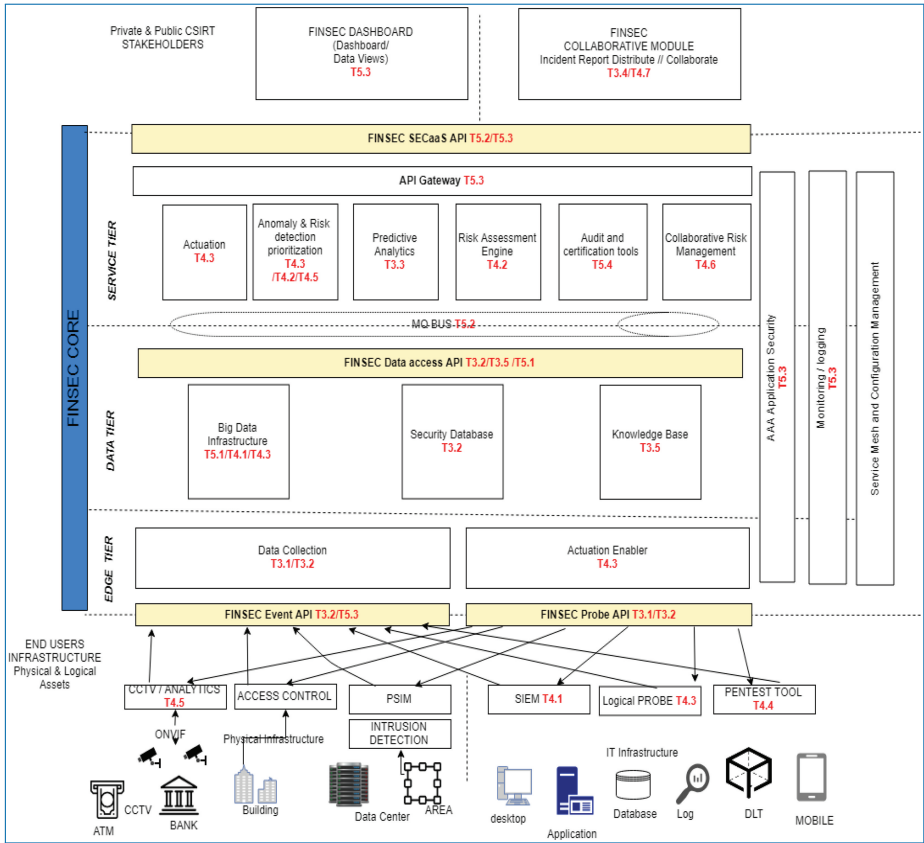 Private & Public CSIRT
STAKEHOLDERS
FINSEC DASHBOARD
(Dashboard/
Data Views)
T5.3
FINSEC
COLLABORATIVE MODULE
Incident Report Distribute // Collaborate
T3.4/T4.7
FINSEC CORE
FINSEC SECaaS API T5.2/T5.3
API Gateway T5.3
SERVICE TIER
Actuation
T4.3
Anomaly & Risk
detection
prioritization
T4.3
/T4.2/T4.5
Predictive
Analytics
T3.3
Risk Assessment
Engine
T4.2
Audit and
certification tools
T5.4
Collaborative Risk
Management
T4.6
MQ BUS T5.2
FINSEC Data access API T3.2/T3.5 /T5.1
DATA TIER
Big Data
Infrastructure
T5.1/T4.1/T4.3
Security Database
T3.2
Knowledge Base
T3.5
AAA Application Security
T5.3
Monitoring / logging
T5.3
Service Mesh and Configuration Management
EDGE TIER
Data Collection
T3.1/T3.2
Actuation Enabler
T4.3
FINSEC Event API T3.2/T5.3
FINSEC Probe API T3.1/T3.2
END USERS
INFRASTRUCTURE
Physical & Logical
Assets
CCTV / ANALYTICS
T4.5
ACCESS CONTROL
PSIM
SIEM T4.1
Logical PROBE T4.3
PENTEST TOOL
T4.4
ONVIF
Physical Infrastructure
INTRUSION
DETECTION
IT Infrastructure
CCTV
ATM
BANK
Building
Data Center
AREA
desktop
Application
Database
Log
DLT
MOBILE